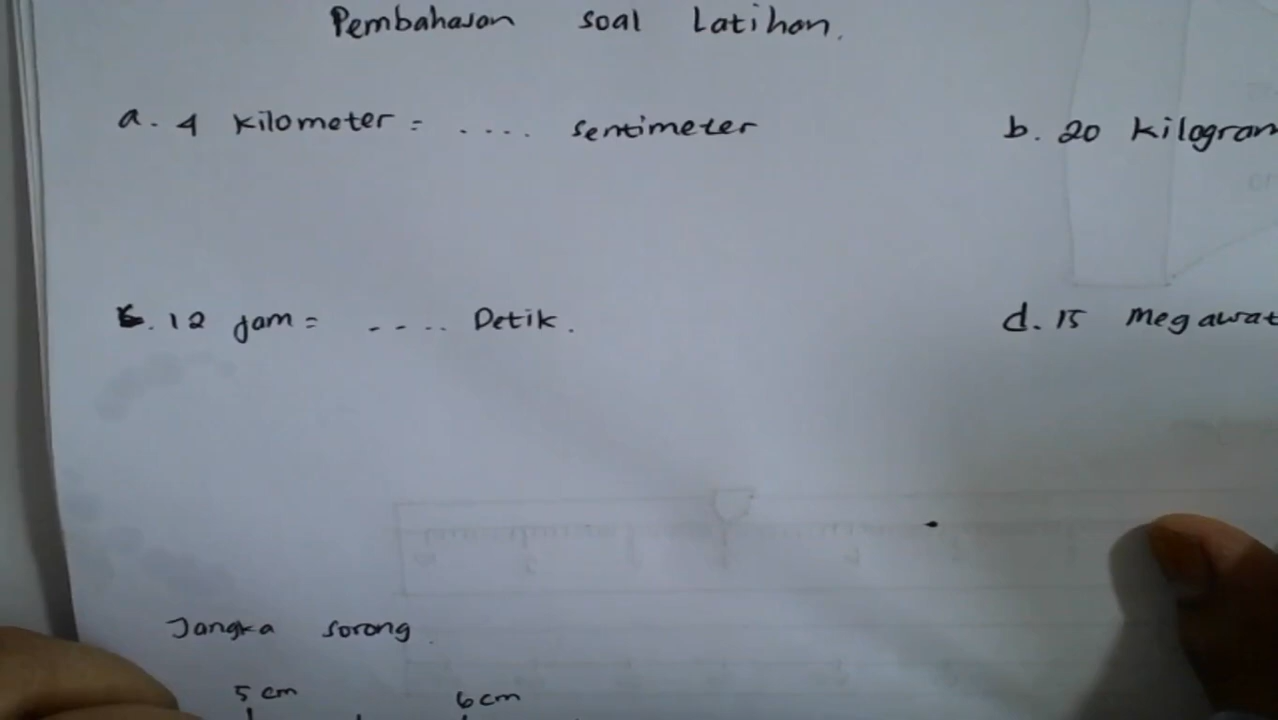 Pembahasan soal Latihan.
a. 4 Kilometer = .... sentimeter
b. 20 Kilogram
c. 12 jam = .... Detik.
d. 15 Megawat
Jangka sorong
5 cm 6 cm